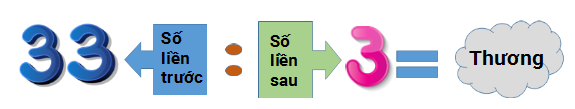 33
Số
liền
trước
:
Số
liền
sau
3
=
Thương